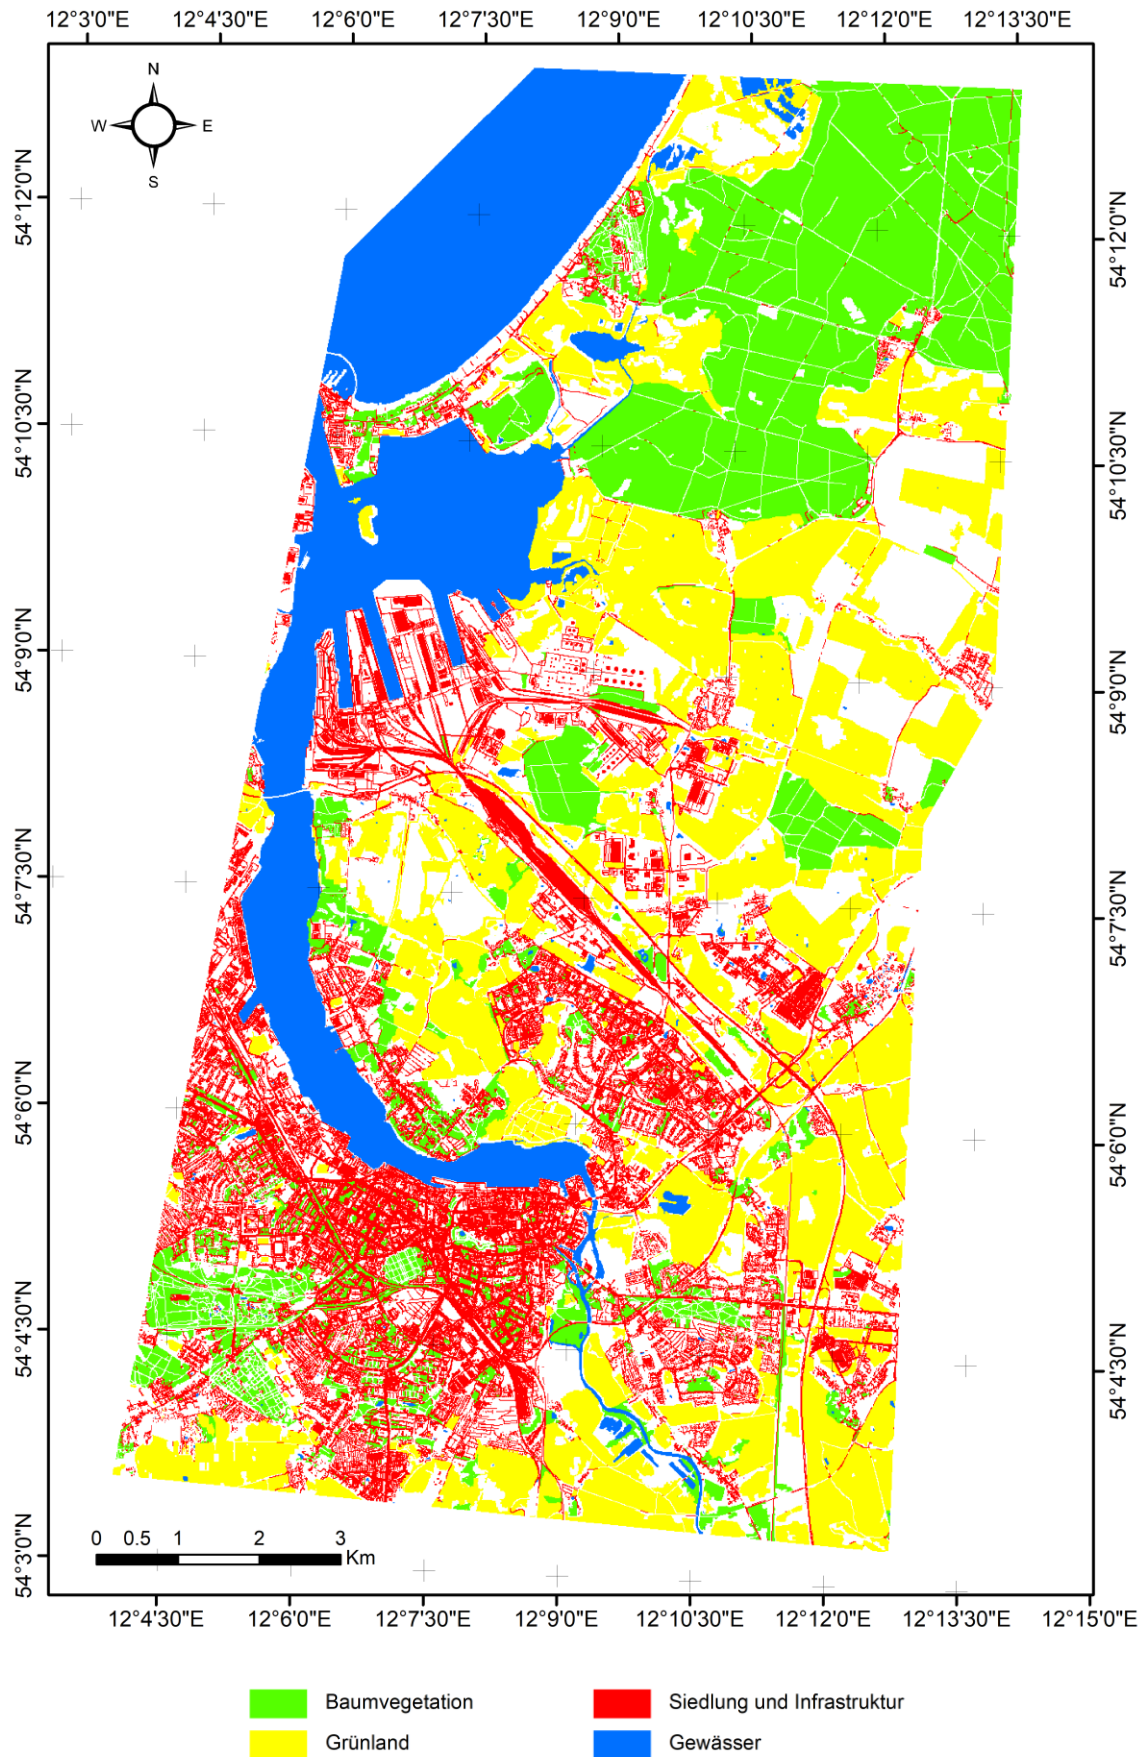 12°3'30"E 12°4'30"E 12°6'0"E 12°7'30"E 12°9'0"E 12°10'30"E 12°12'0"E 12°13'30"E
N
W E
S
54°12'0"N
54°12'0"N
54°10'30"N
54°10'30"N
54°9'0"N
54°9'0"N
54°7'30"N
54°7'30"N
54°6'0"N
54°6'0"N
54°4'30"N
54°4'30"N
54°3'0"N
0 0.5 1 2 3
Km
12°4'30"E 12°6'0"E 12°7'30"E 12°9'0"E 12°10'30"E 12°12'0"E 12°13'30"E 12°15'0"E
Baumvegetation Siedlung und Infrastruktur
Grünland Gewässer